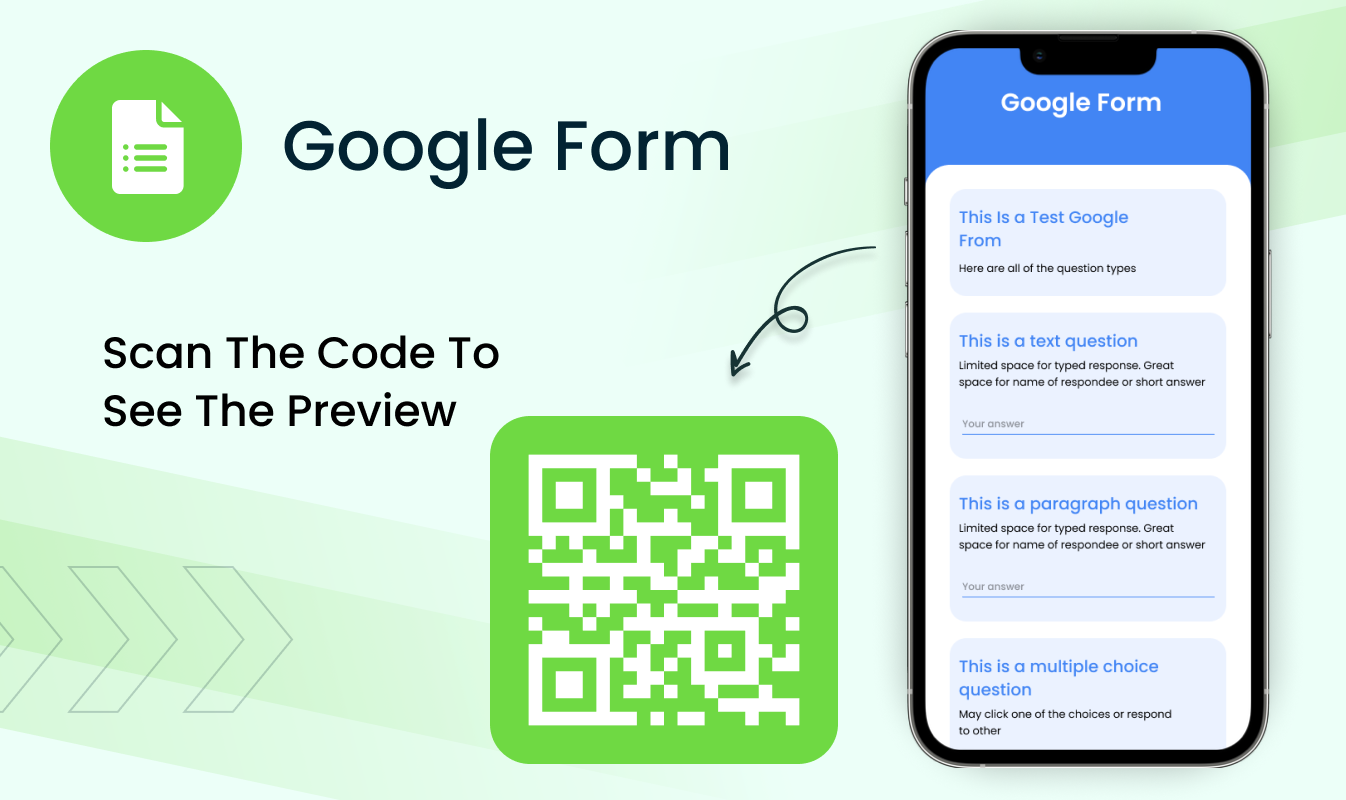 Google Form
Scan The Code To
See The Preview
Google Form
This Is a Test Google
From
Here are all of the question types
This is a text question
Limited space for typed response. Great
space for name of respondee or short answer
Your answer
This is a paragraph question
Limited space for typed response. Great
space for name of respondee or short answer
Your answer
This is a multiple choice
question
May click one of the choices or respond
to other